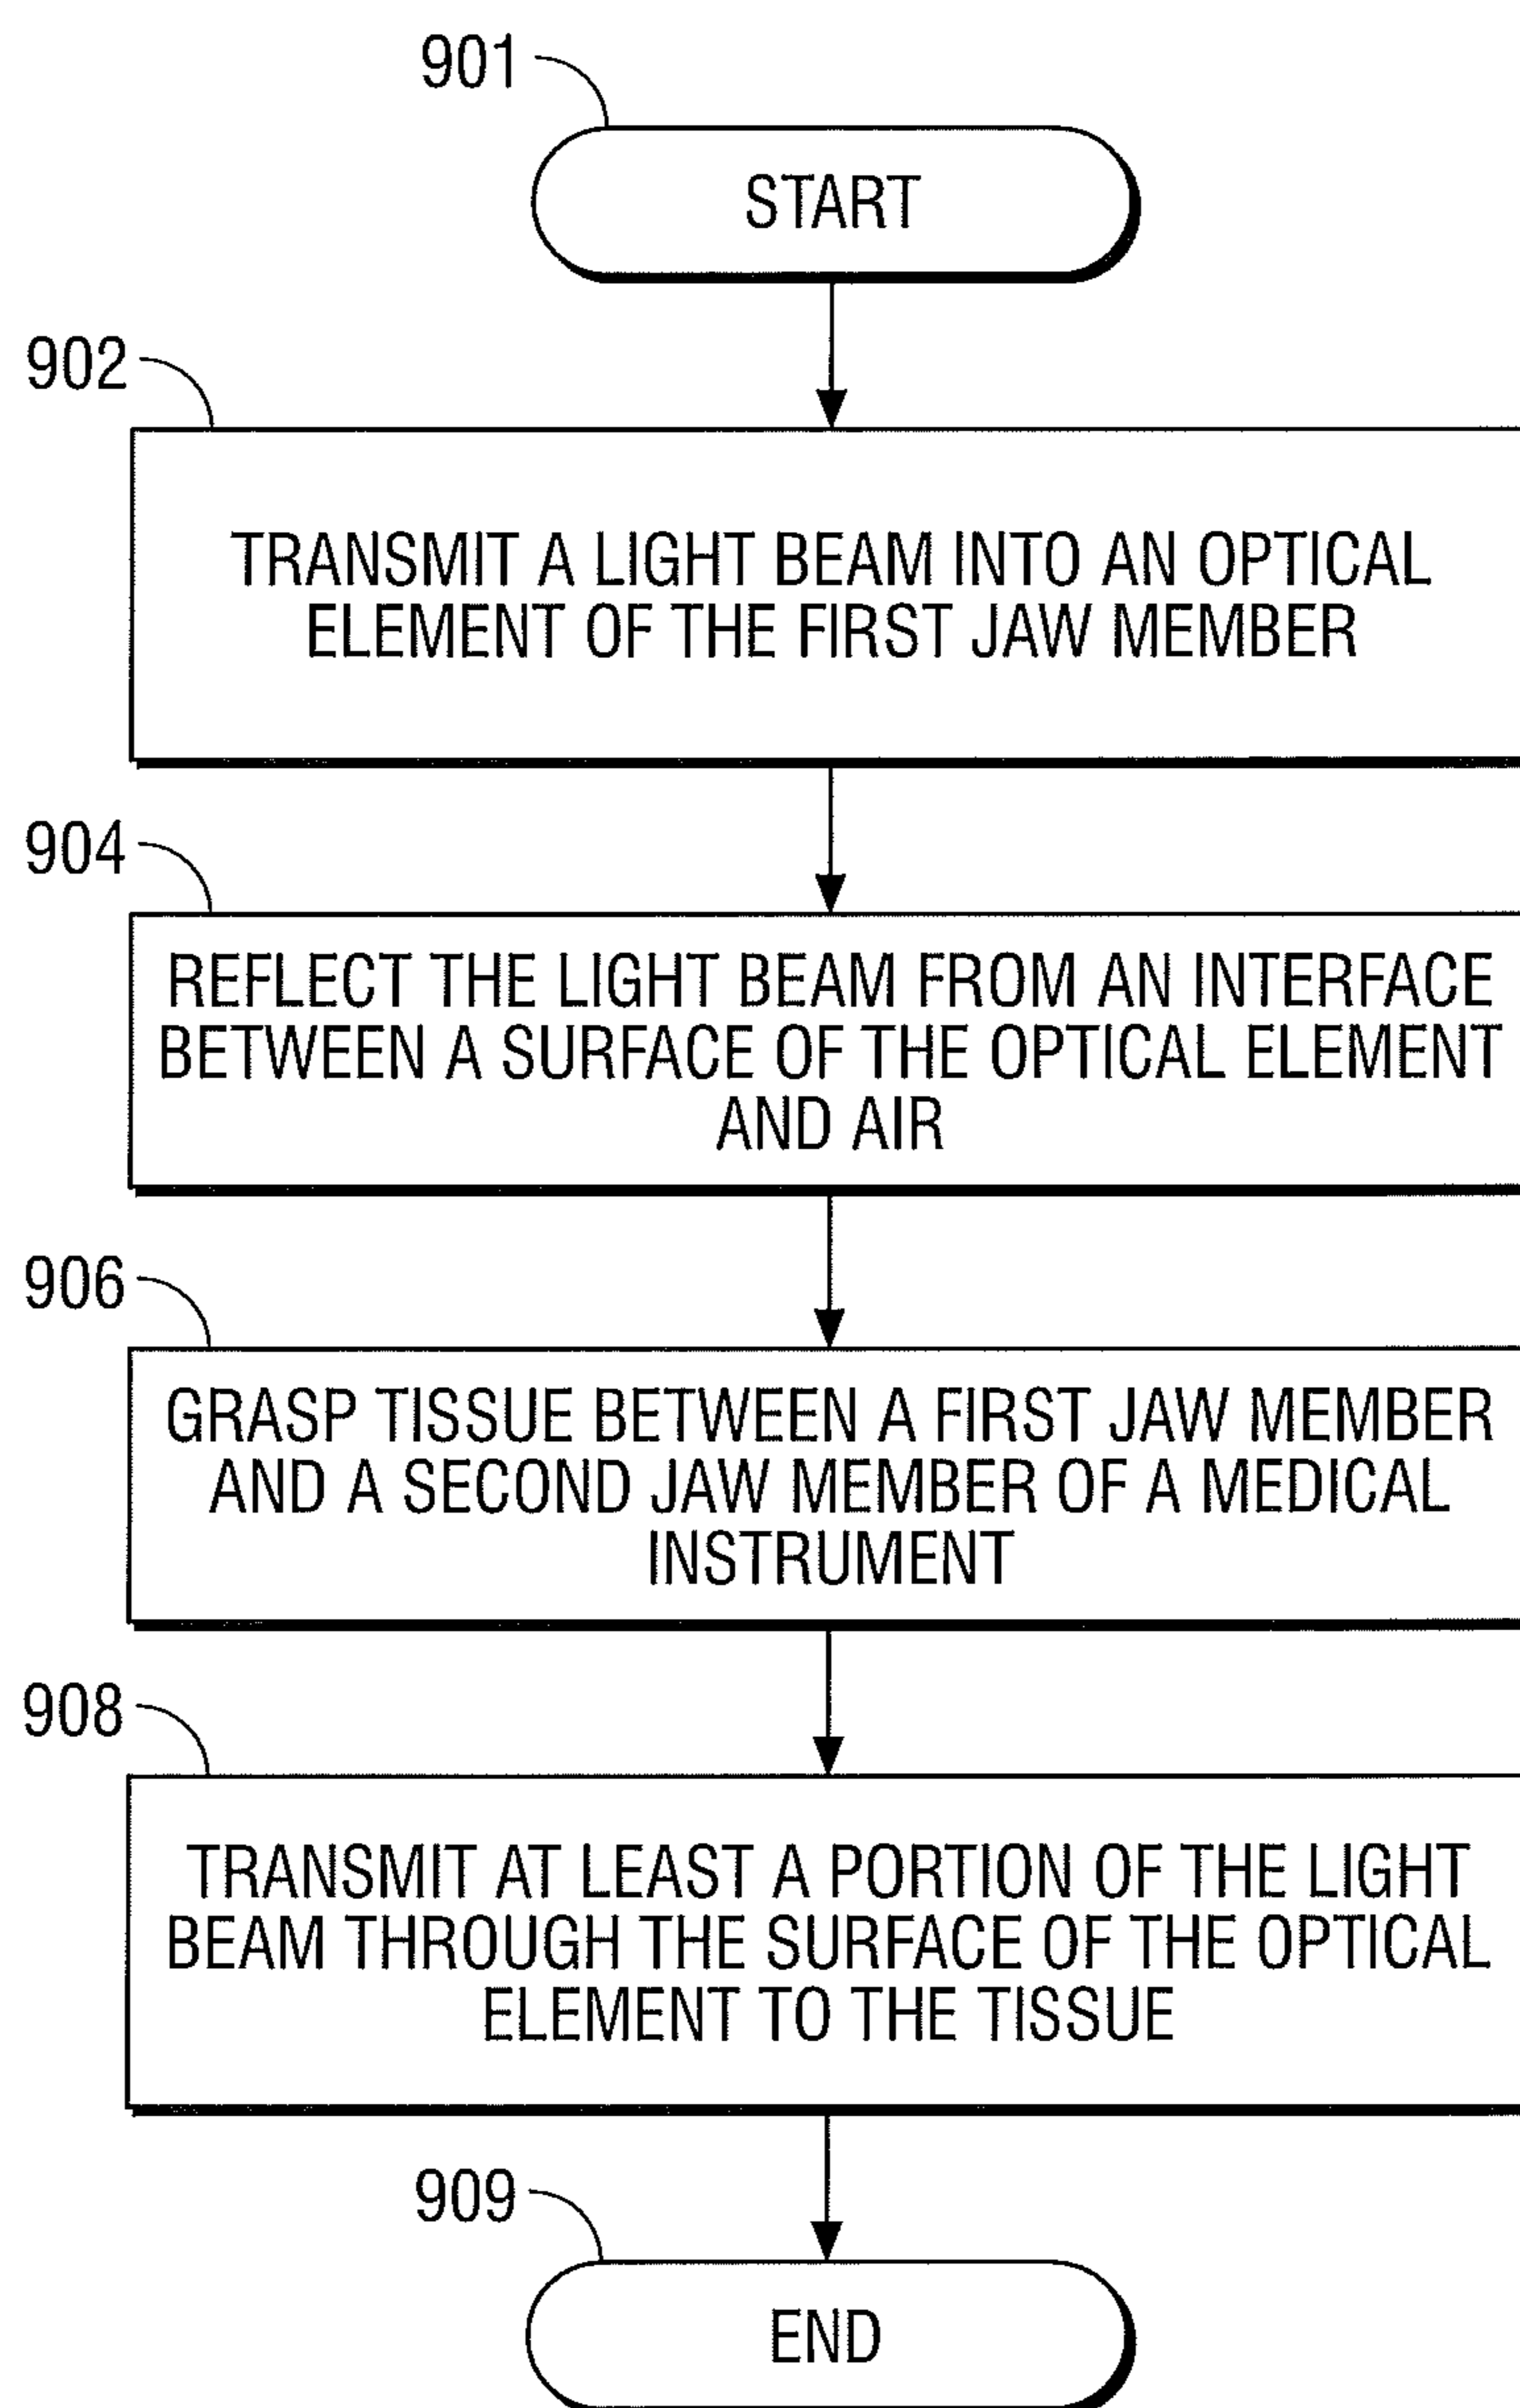 901
START
902
TRANSMIT A LIGHT BEAM INTO AN OPTICAL
ELEMENT OF THE FIRST JAW MEMBER
904
REFLECT THE LIGHT BEAM FROM AN INTERFACE
BETWEEN A SURFACE OF THE OPTICAL ELEMENT
AND AIR
906
GRASP TISSUE BETWEEN A FIRST JAW MEMBER
AND A SECOND JAW MEMBER OF A MEDICAL
INSTRUMENT
908
TRANSMIT AT LEAST A PORTION OF THE LIGHT
BEAM THROUGH THE SURFACE OF THE OPTICAL
ELEMENT TO THE TISSUE
909
END